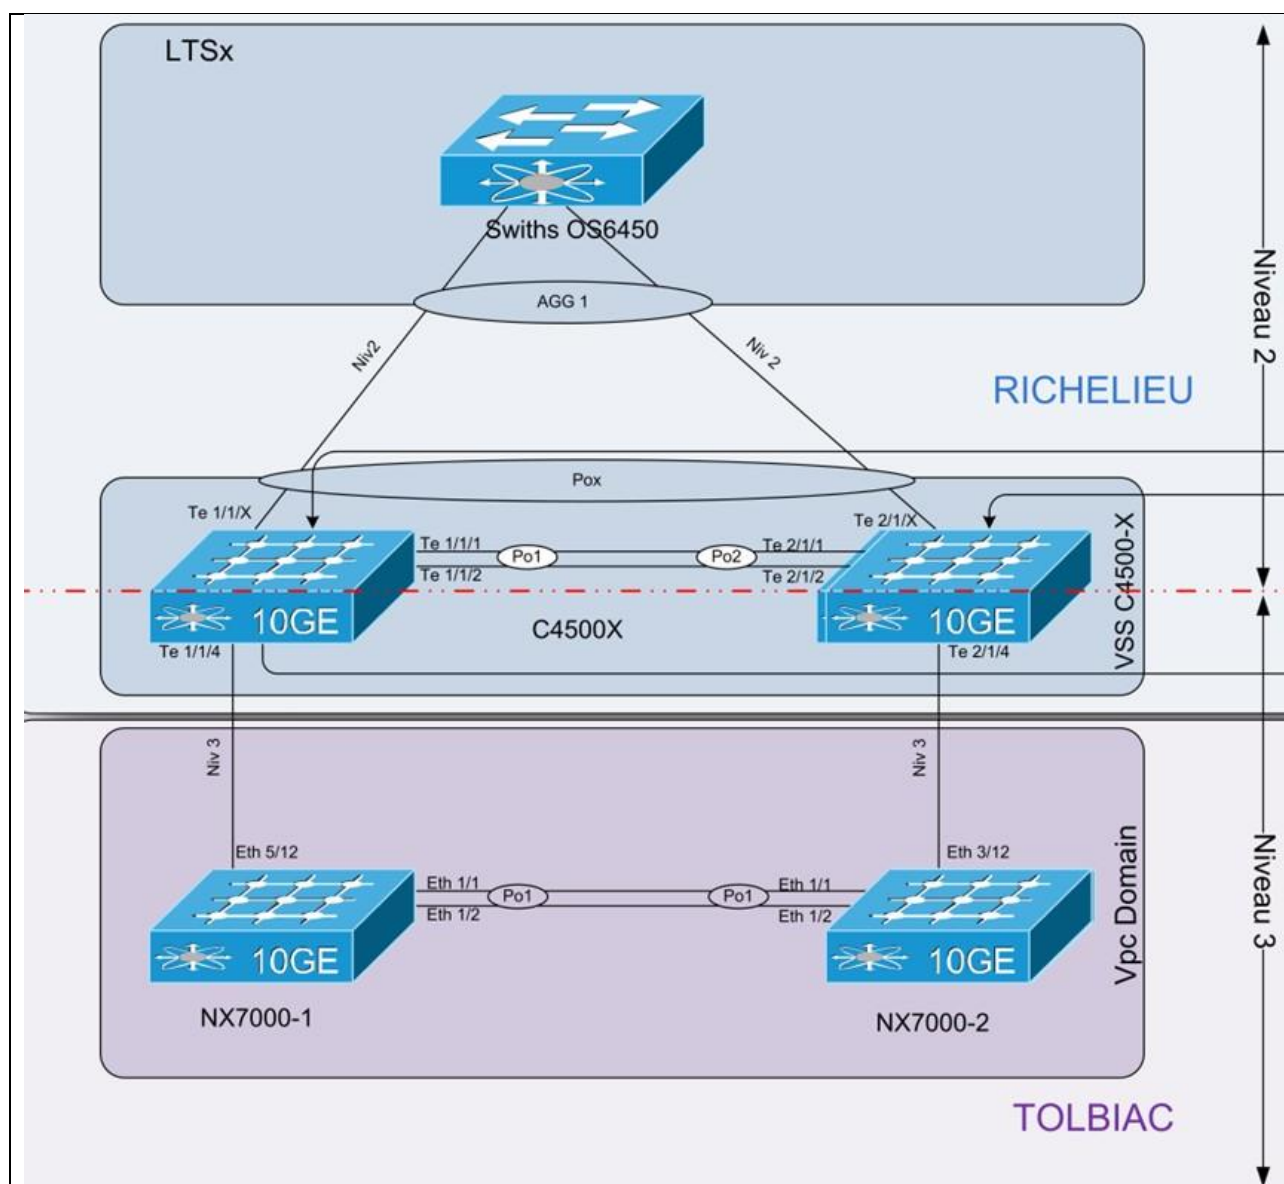 LTSx
Swiths OS6450
AGG 1
Niv2
Niv 2
Niveau 2
RICHELIEU
Pox
Te 1/1/X
Te 2/1/X
Te 1/1/1
Po1
Po2
Te 2/1/1
Te 1/1/2
Te 2/1/2
10GE
C4500X
10GE
VSS C4500-X
Te 1/1/4
Te 2/1/4
Niv 3
Niv 3
Niveau 3
Eth 5/12
Eth 3/12
Eth 1/1
Po1
Po1
Eth 1/1
Eth 1/2
Eth 1/2
10GE
10GE
Vpc Domain
NX7000-1
NX7000-2
TOLBIAC